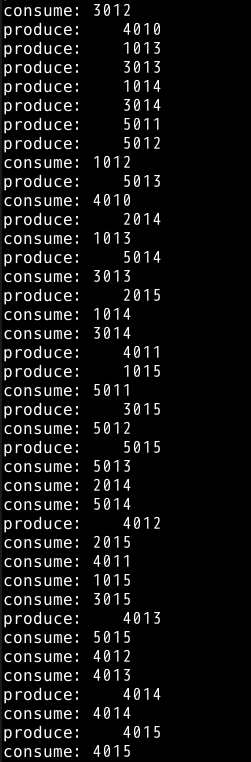 consume: 3012
produce:    4010
produce:    1013
produce:    3013
produce:    1014
produce:    3014
produce:    5011
produce:    5012
consume: 1012
produce:    5013
consume: 4010
produce:    2014
consume: 1013
produce:    5014
consume: 3013
produce:    2015
consume: 1014
consume: 3014
produce:    4011
produce:    1015
consume: 5011
produce:    3015
consume: 5012
produce:    5015
consume: 5013
consume: 2014
consume: 5014
produce:    4012
consume: 2015
consume: 4011
consume: 1015
consume: 3015
produce:    4013
consume: 5015
consume: 4012
consume: 4013
produce:    4014
consume: 4014
produce:    4015
consume: 4015